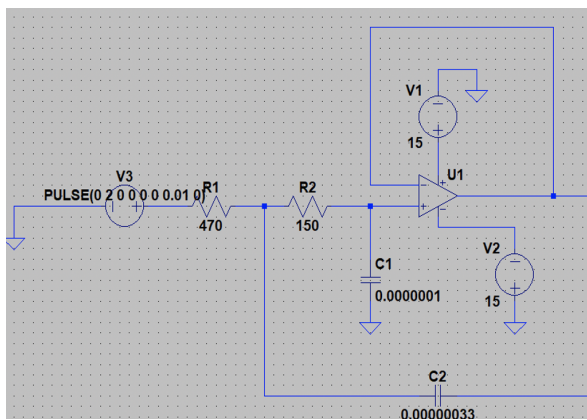 V1
15
U1
V3
PULSE(0 2 0 0 0 0 0.01 0)
R1
470
R2
150
V2
15
C1
0.0000001
C2
0.00000033